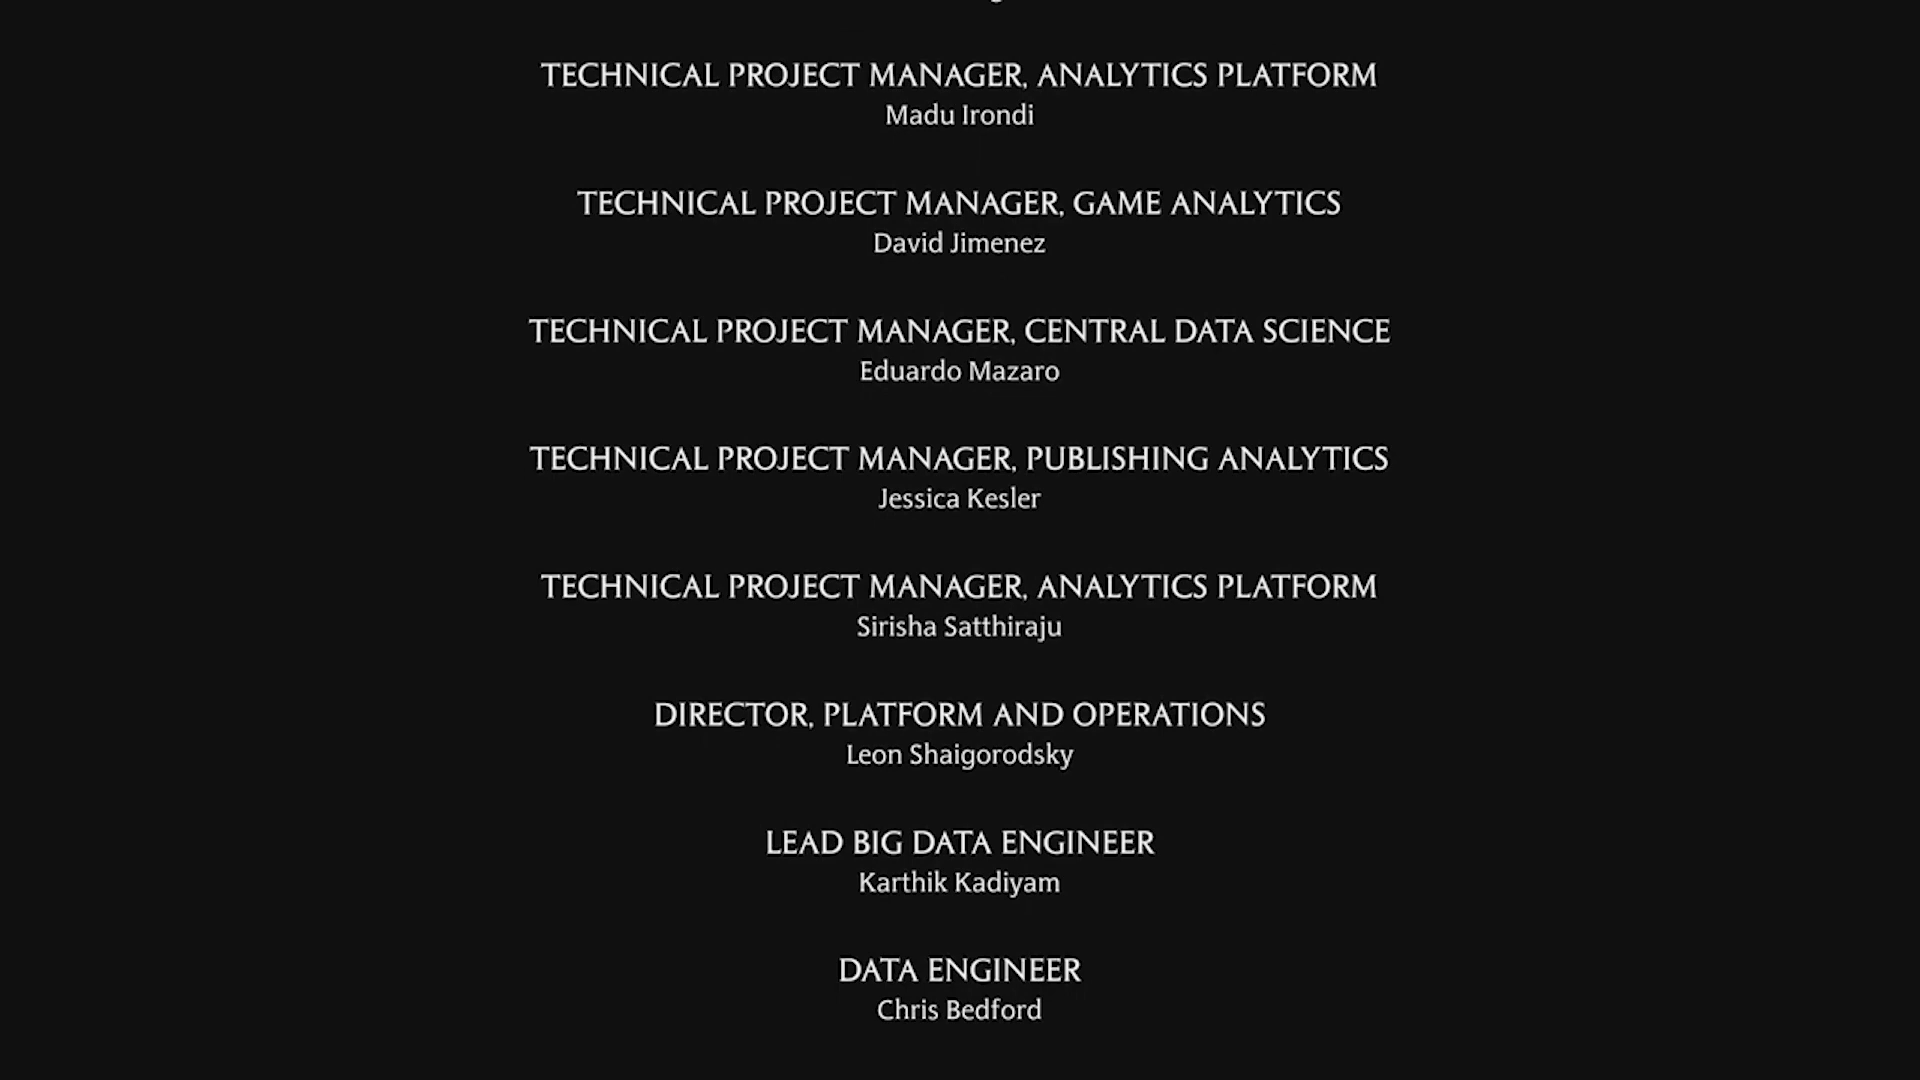 TECHNICAL PROJECT MANAGER, ANALYTICS PLATFORM
Madu Irondi
TECHNICAL PROJECT MANAGER, GAME ANALYTICS
David Jimenez
TECHNICAL PROJECT MANAGER, CENTRAL DATA SCIENCE
Eduardo Mazaro
TECHNICAL PROJECT MANAGER, PUBLISHING ANALYTICS
Jessica Kesler
TECHNICAL PROJECT MANAGER, ANALYTICS PLATFORM
Sirisha Satthiraju
DIRECTOR, PLATFORM AND OPERATIONS
Leon Shaigorodsky
LEAD BIG DATA ENGINEER
Karthik Kadiyam
DATA ENGINEER
Chris Bedford